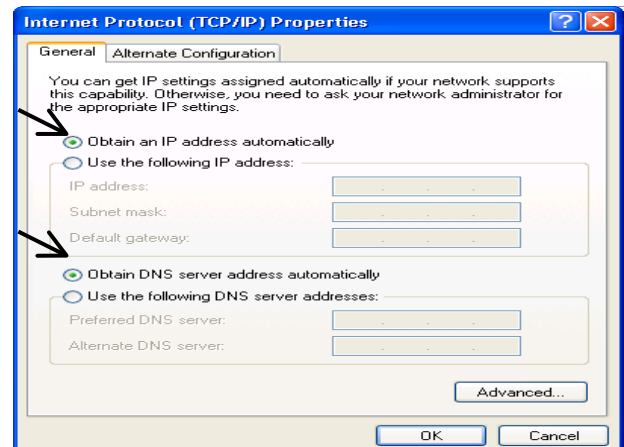 Internet Protocol (TCP/IP) Properties
General
Alternate Configuration
You can get IP settings assigned automatically if your network supports
this capability. Otherwise, you need to ask your network administrator for
the appropriate IP settings.
Obtain an IP address automatically
Use the following IP address:
IP address:
Subnet mask:
Default gateway:
Obtain DNS server address automatically
Use the following DNS server addresses:
Preferred DNS server:
Alternate DNS server:
Advanced...
OK
Cancel